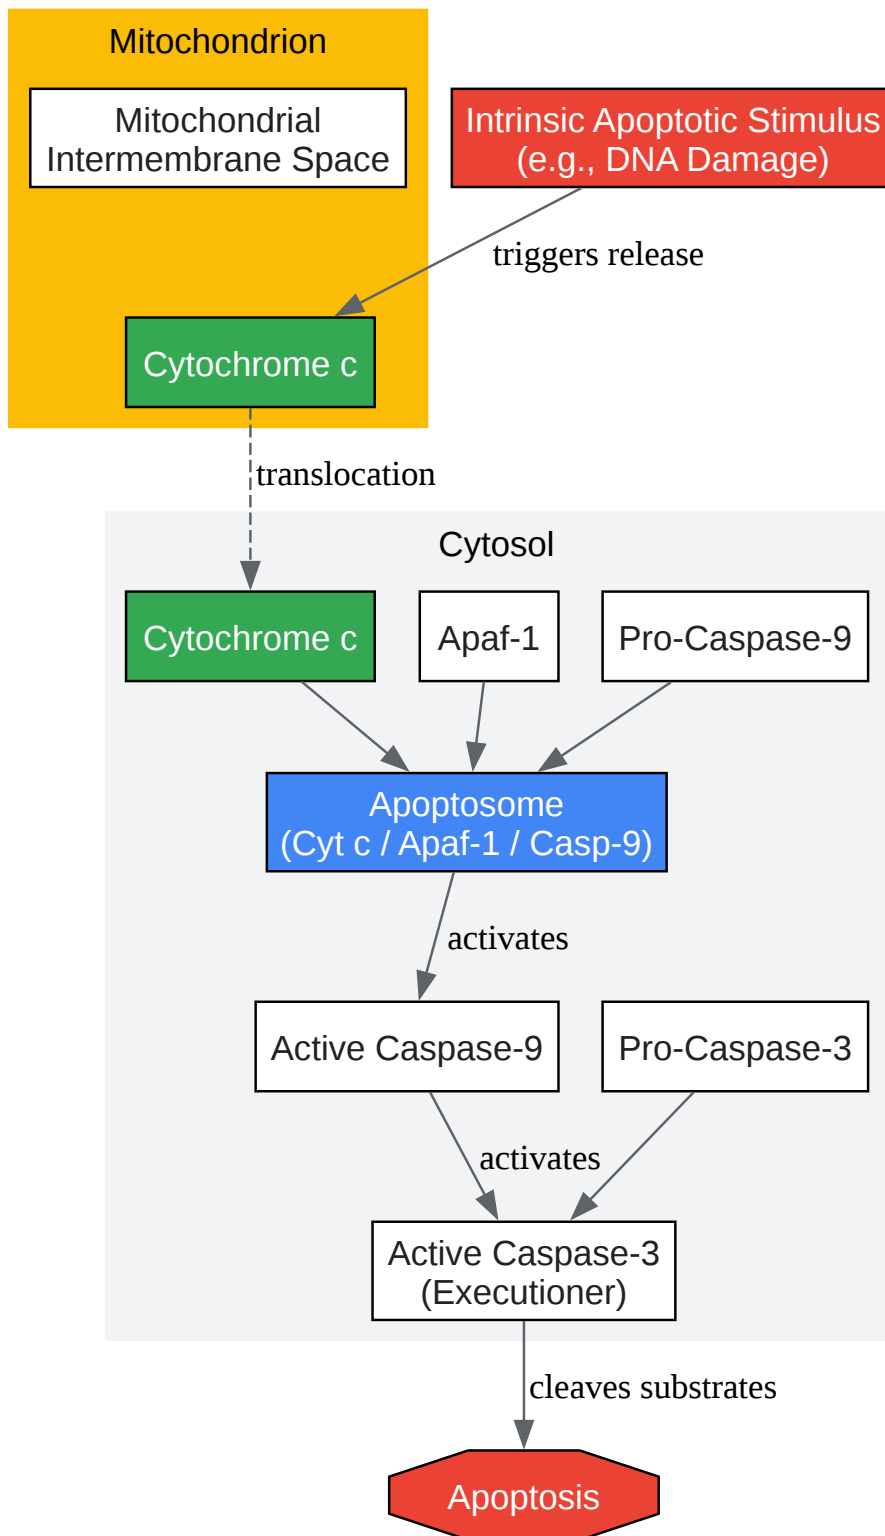 Mitochondrion
Mitochondrial
Intermembrane Space
Intrinsic Apoptotic Stimulus
(e.g., DNA Damage)
triggers release
Cytochrome c
translocation
Cytosol
Cytochrome c
Apaf-1
Pro-Caspase-9
Apoptosome
(Cyt c / Apaf-1 / Casp-9)
activates
Active Caspase-9
Pro-Caspase-3
activates
Active Caspase-3
(Executioner)
cleaves substrates
Apoptosis